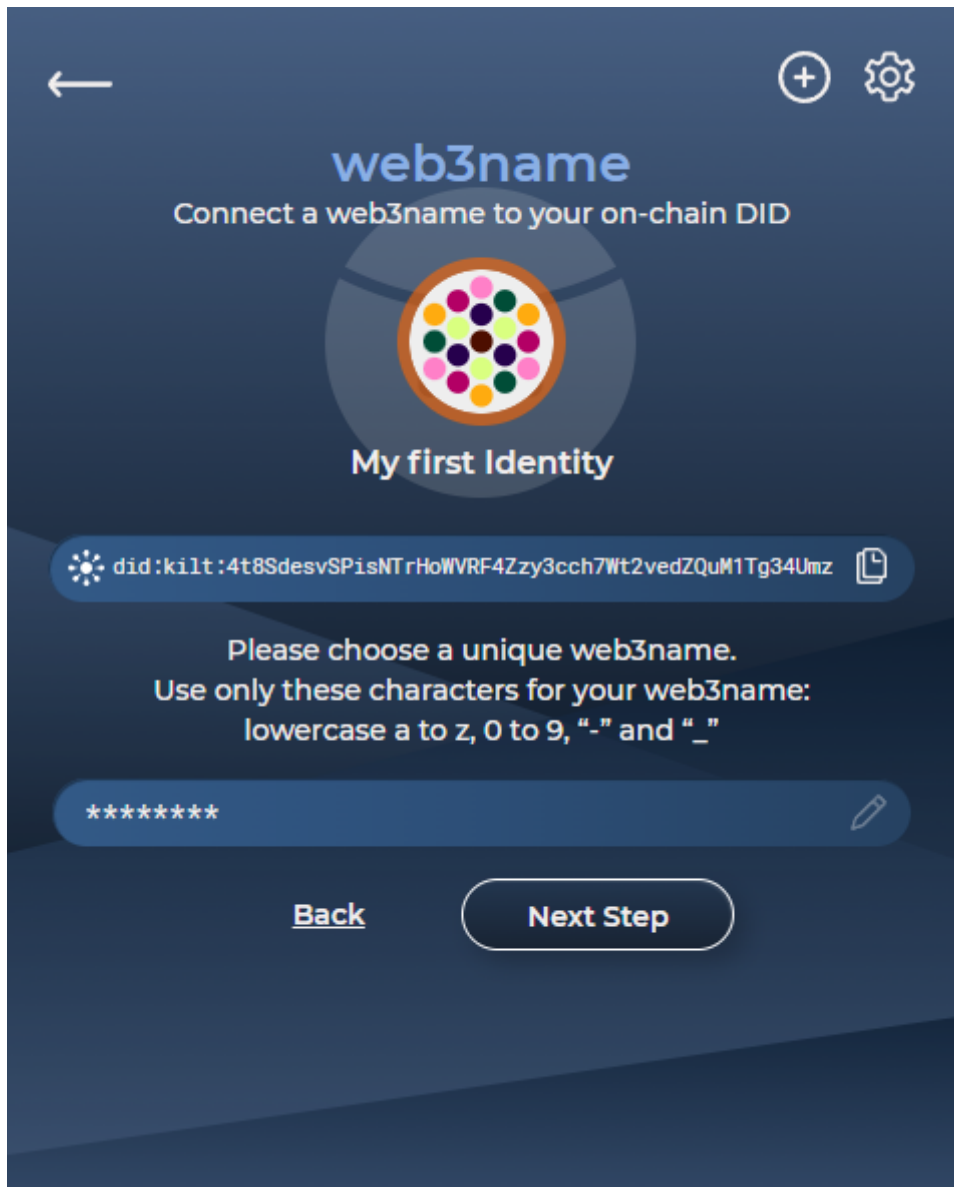 web3name
Connect a web3name to your on-chain DID
My first Identity
did:kilt:4t8SdesvSPisNTrHoWVRF4Zzy3cch7Wt2vedZQuM1Tg34Umz
Please choose a unique web3name.
Use only these characters for your web3name:
lowercase a to z, 0 to 9, “-” and “_”
********
Back
Next Step